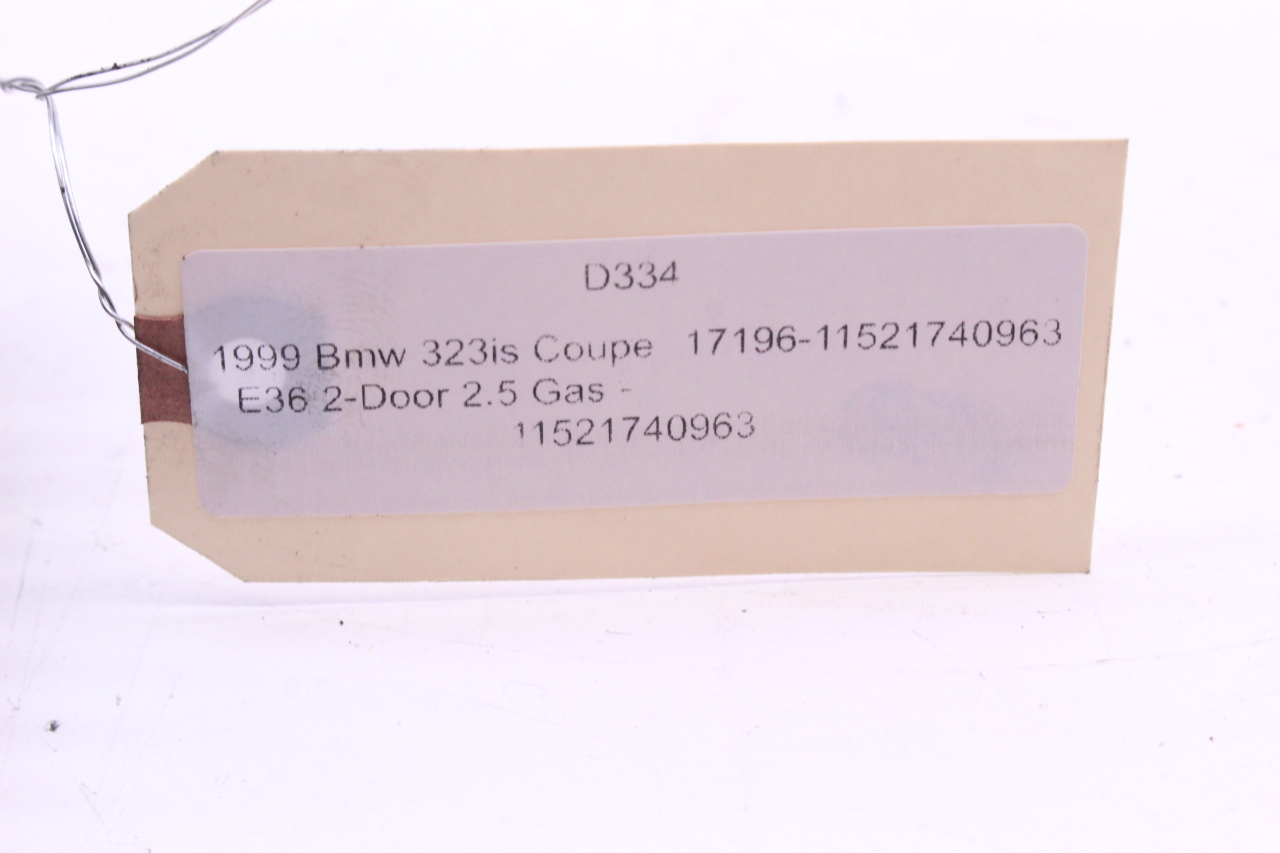 D334
1999 Bmw 323is Coupe 17196-11521740963
E36 2-Door 2.5 Gas -
11521740963